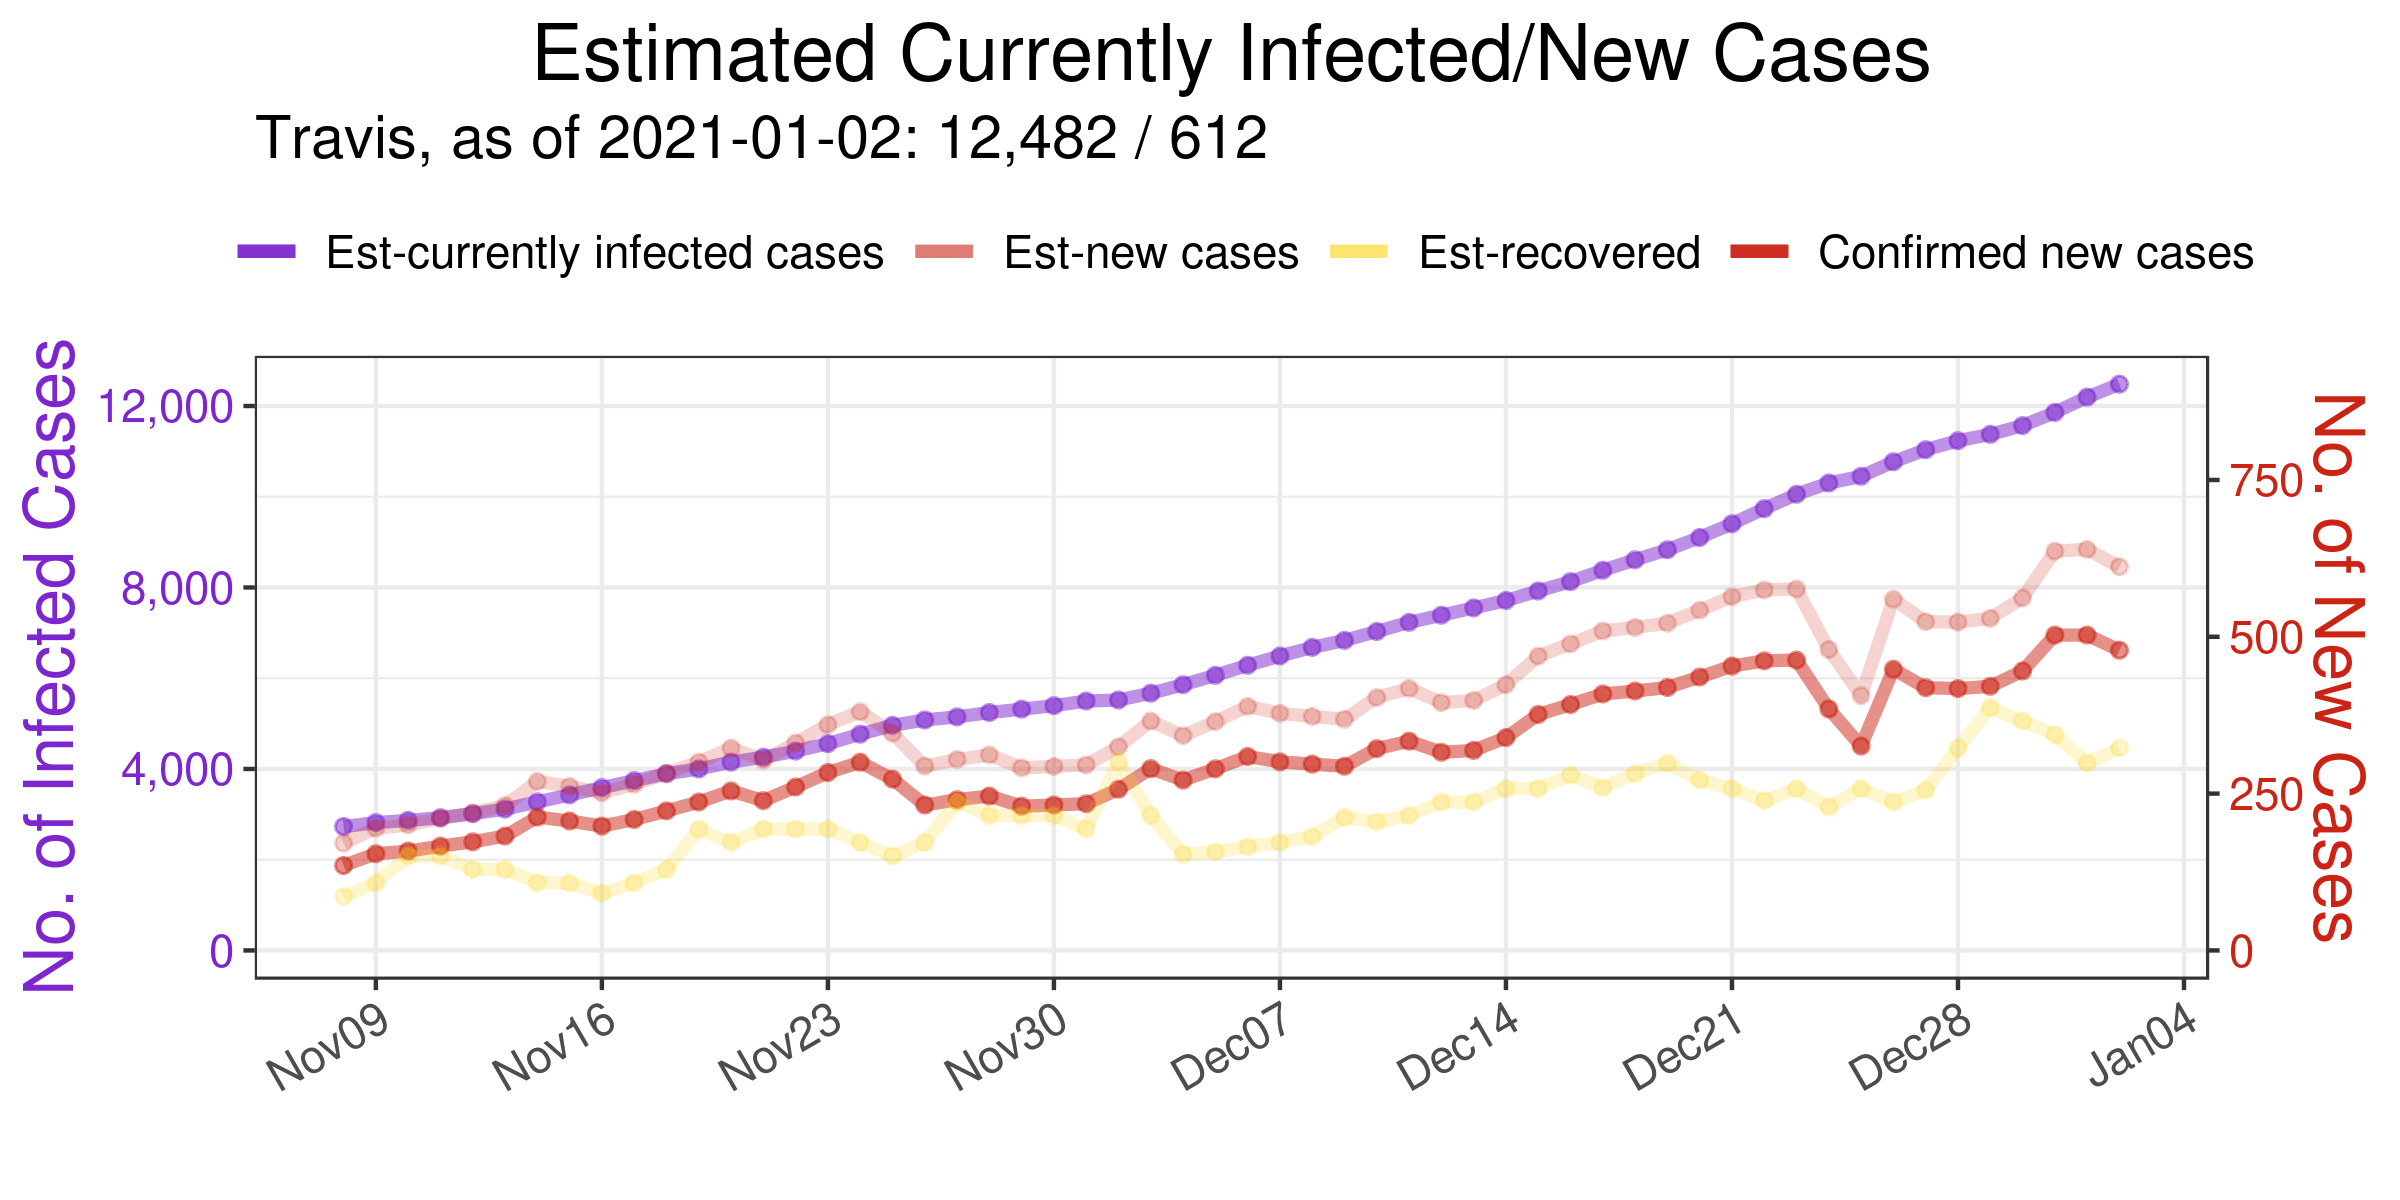 Estimated Currently Infected/New Cases
Travis, as of 2021-01-02: 12,482 / 612
Est-currently infected cases
Est-new cases
Est-recovered
Confirmed new cases
No. of Infected Cases
12,000
8,000
4,000
0
No. of New Cases
750
500
250
0
Nov09
Nov16
Nov23
Nov30
Dec07
Dec14
Dec21
Dec28
Jan04